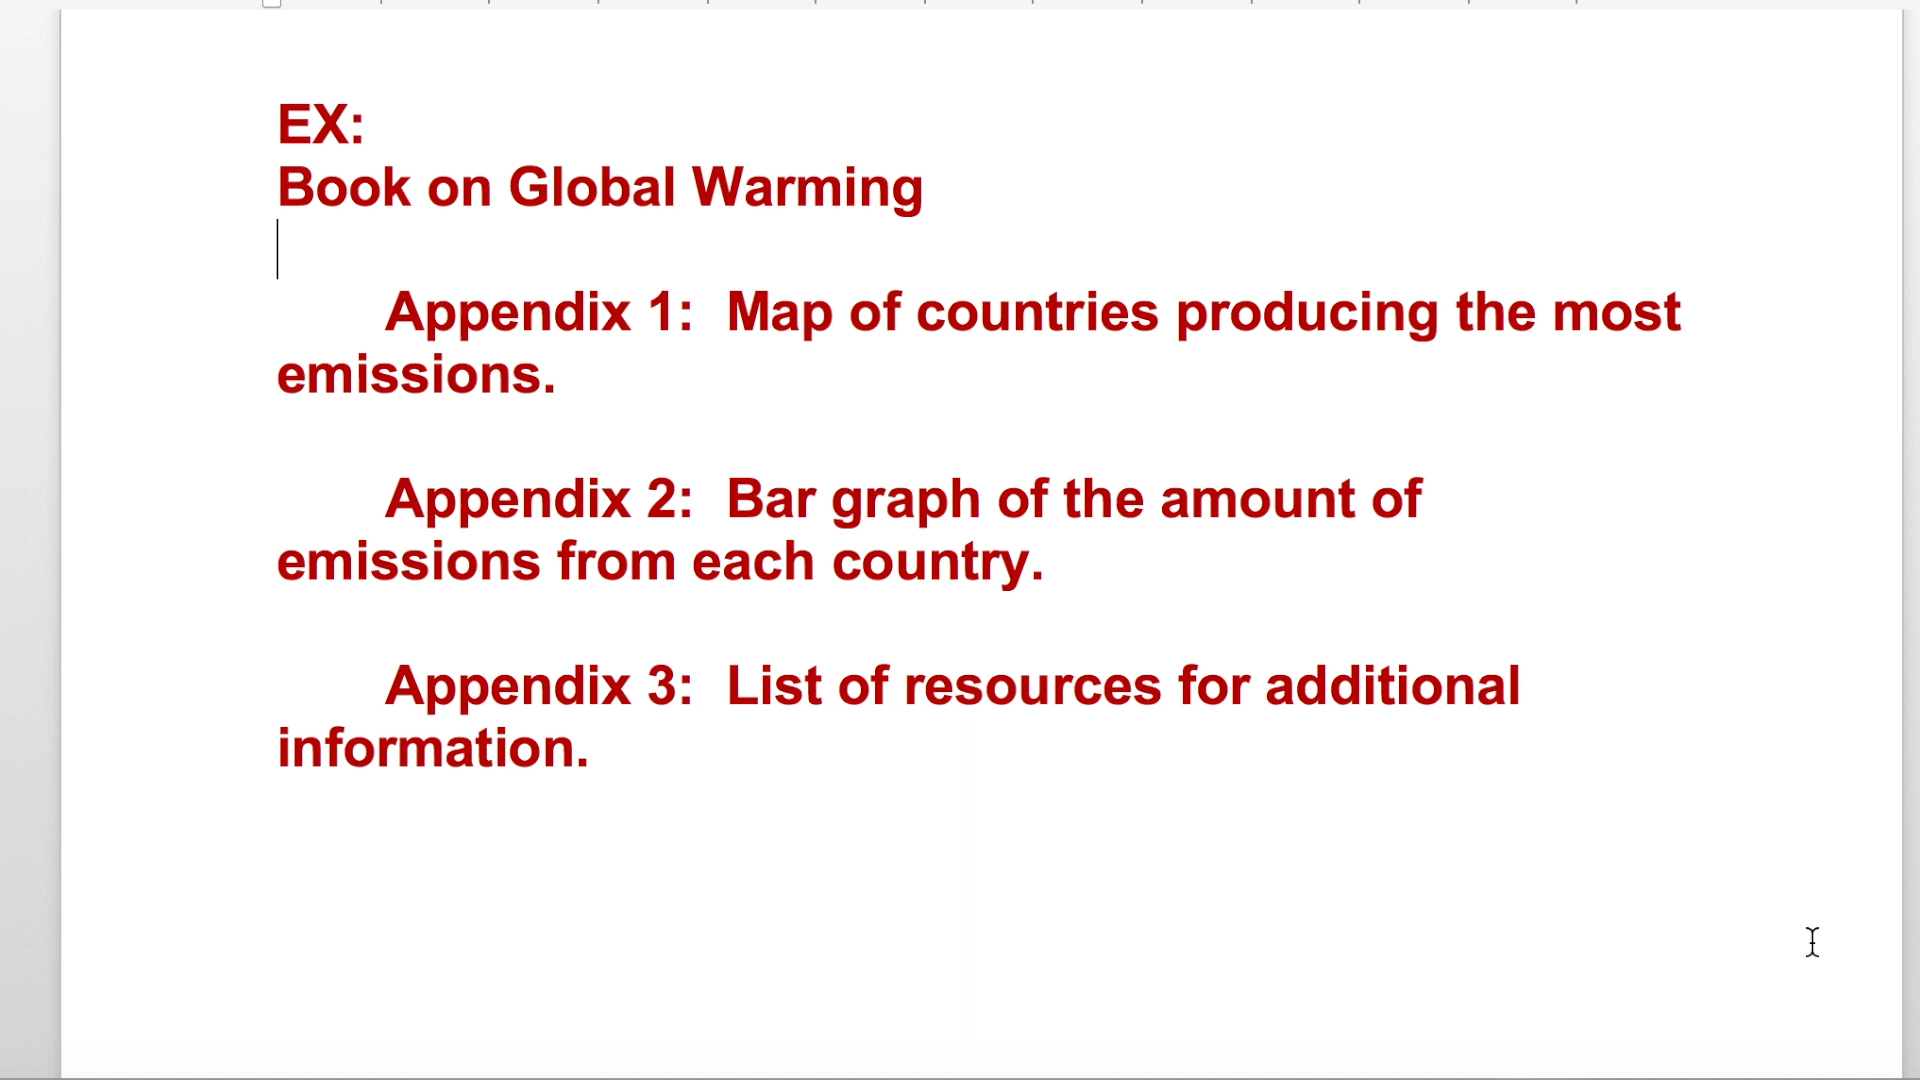 EX:
Book on Global Warming
Appendix 1:  Map of countries producing the most
emissions.
Appendix 2:  Bar graph of the amount of
emissions from each country.
Appendix 3:  List of resources for additional
information.